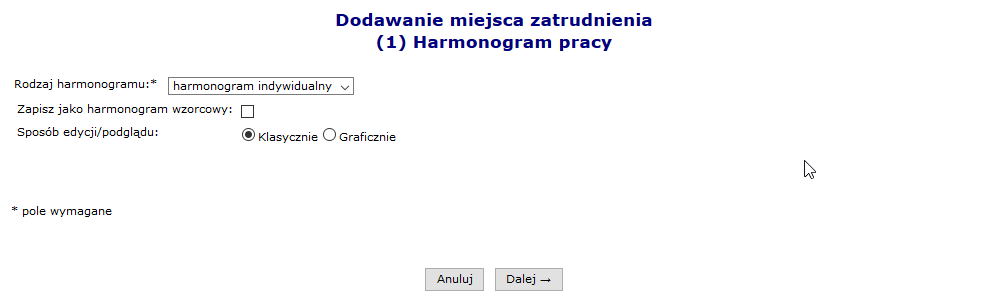 Dodawanie miejsca zatrudnienia
(1) Harmonogram pracy
Rodzaj harmonogramu:* harmonogram indywidualny
Zapisz jako harmonogram wzorcowy:
Sposób edycji/podglądu: Klasycznie Graficznie
* pole wymagane
Anuluj Dalej →